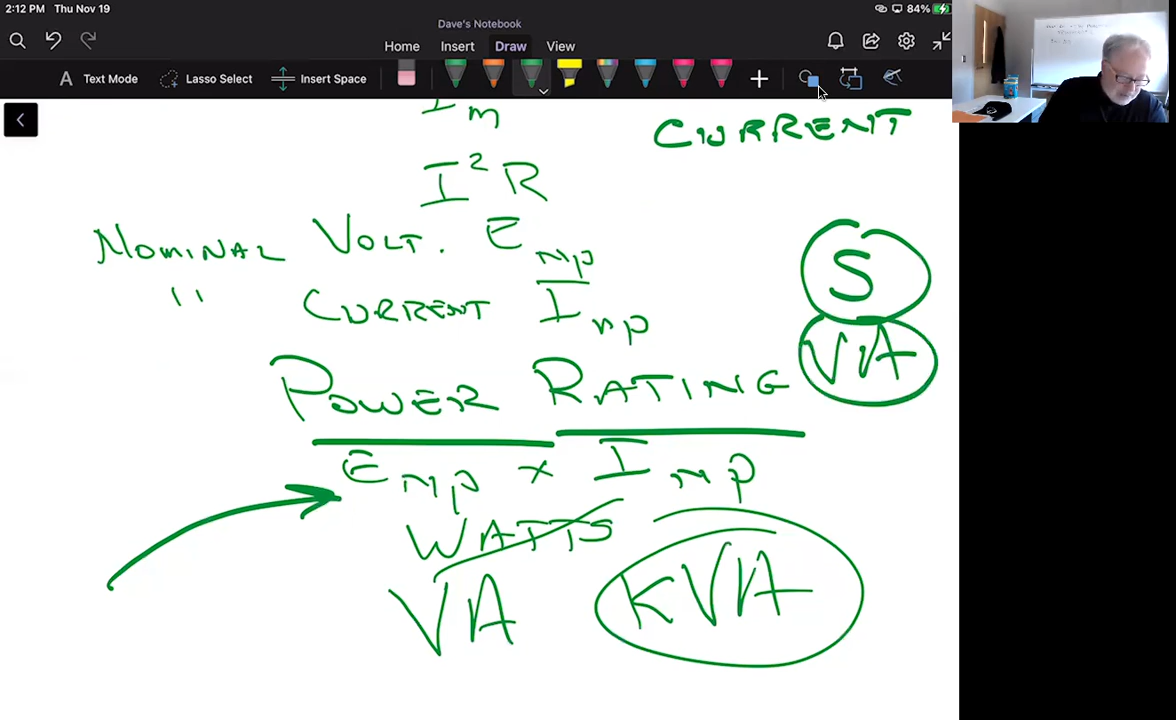 2:12 PM Thu Nov 19
84%
Dave's Notebook
Home Insert Draw View
Text Mode Lasso Select Insert Space
Im
CURRENT
I² R
NOMINAL VOLT. Enp
" CURRENT Inp
S
VA
POWER RATING
Enp x Inp
WATTS
VA KVA